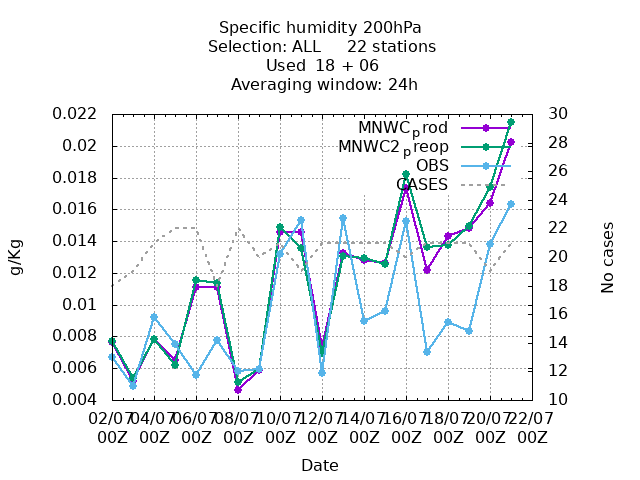 Specific humidity 200hPa
Selection: ALL 22 stations
Used 18 + 06
Averaging window: 24h
0.022
0.02
0.018
0.016
0.014
0.012
0.01
0.008
0.006
0.004
g/Kg
MNWCprod
MNWC2preop
OBS
CASES
30
28
26
24
22
20
18
16
14
12
10
No cases
02/07 04/07 06/07 08/07 10/07 12/07 14/07 16/07 18/07 20/07 22/07
00Z 00Z 00Z 00Z 00Z 00Z 00Z 00Z 00Z 00Z 00Z
Date